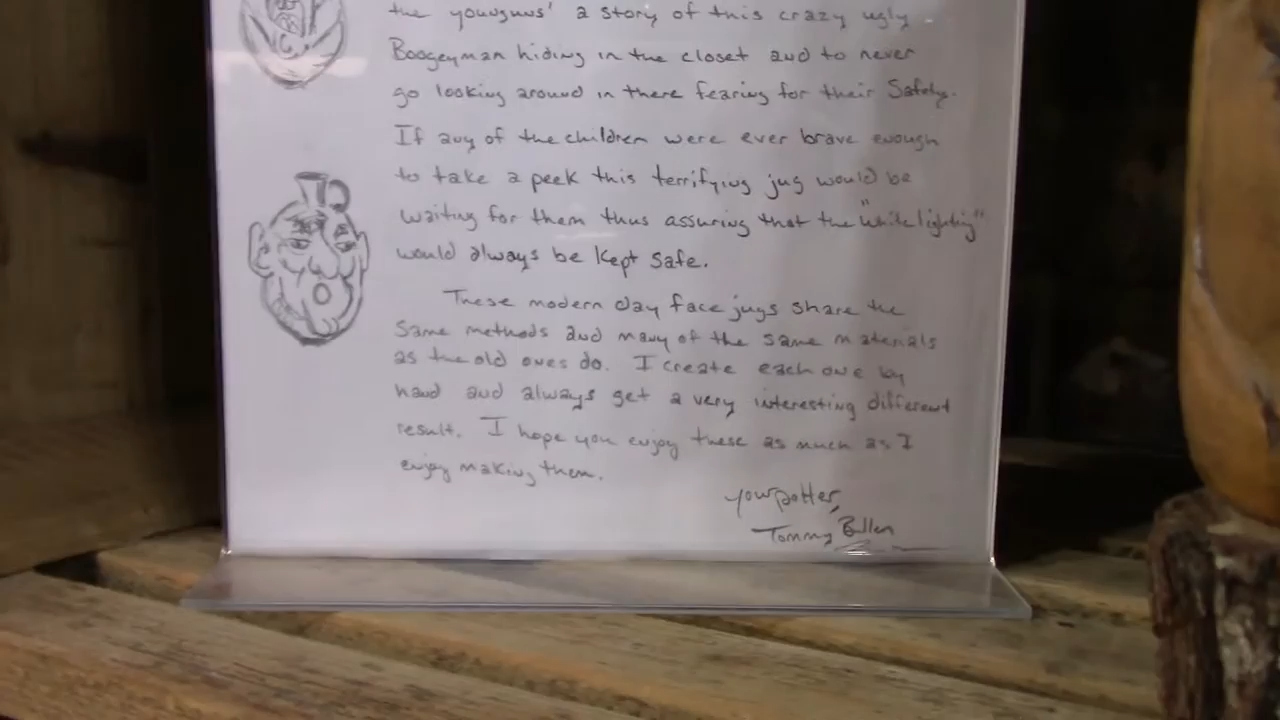 the younguns' a story of this crazy ugly
Boogeyman hiding in the closet and to never
go looking around in there fearing for their Safety.
If any of the children were ever brave enough
to take a peek this terrifying jug would be
waiting for them thus assuring that the "white lighting"
would always be kept safe.
These modern day face jugs share the
Same methods and many of the same materials
as the old ones do. I create each one by
hand and always get a very interesting different
result. I hope you enjoy these as much as I
enjoy making them.
your potter,
Tommy Bullen